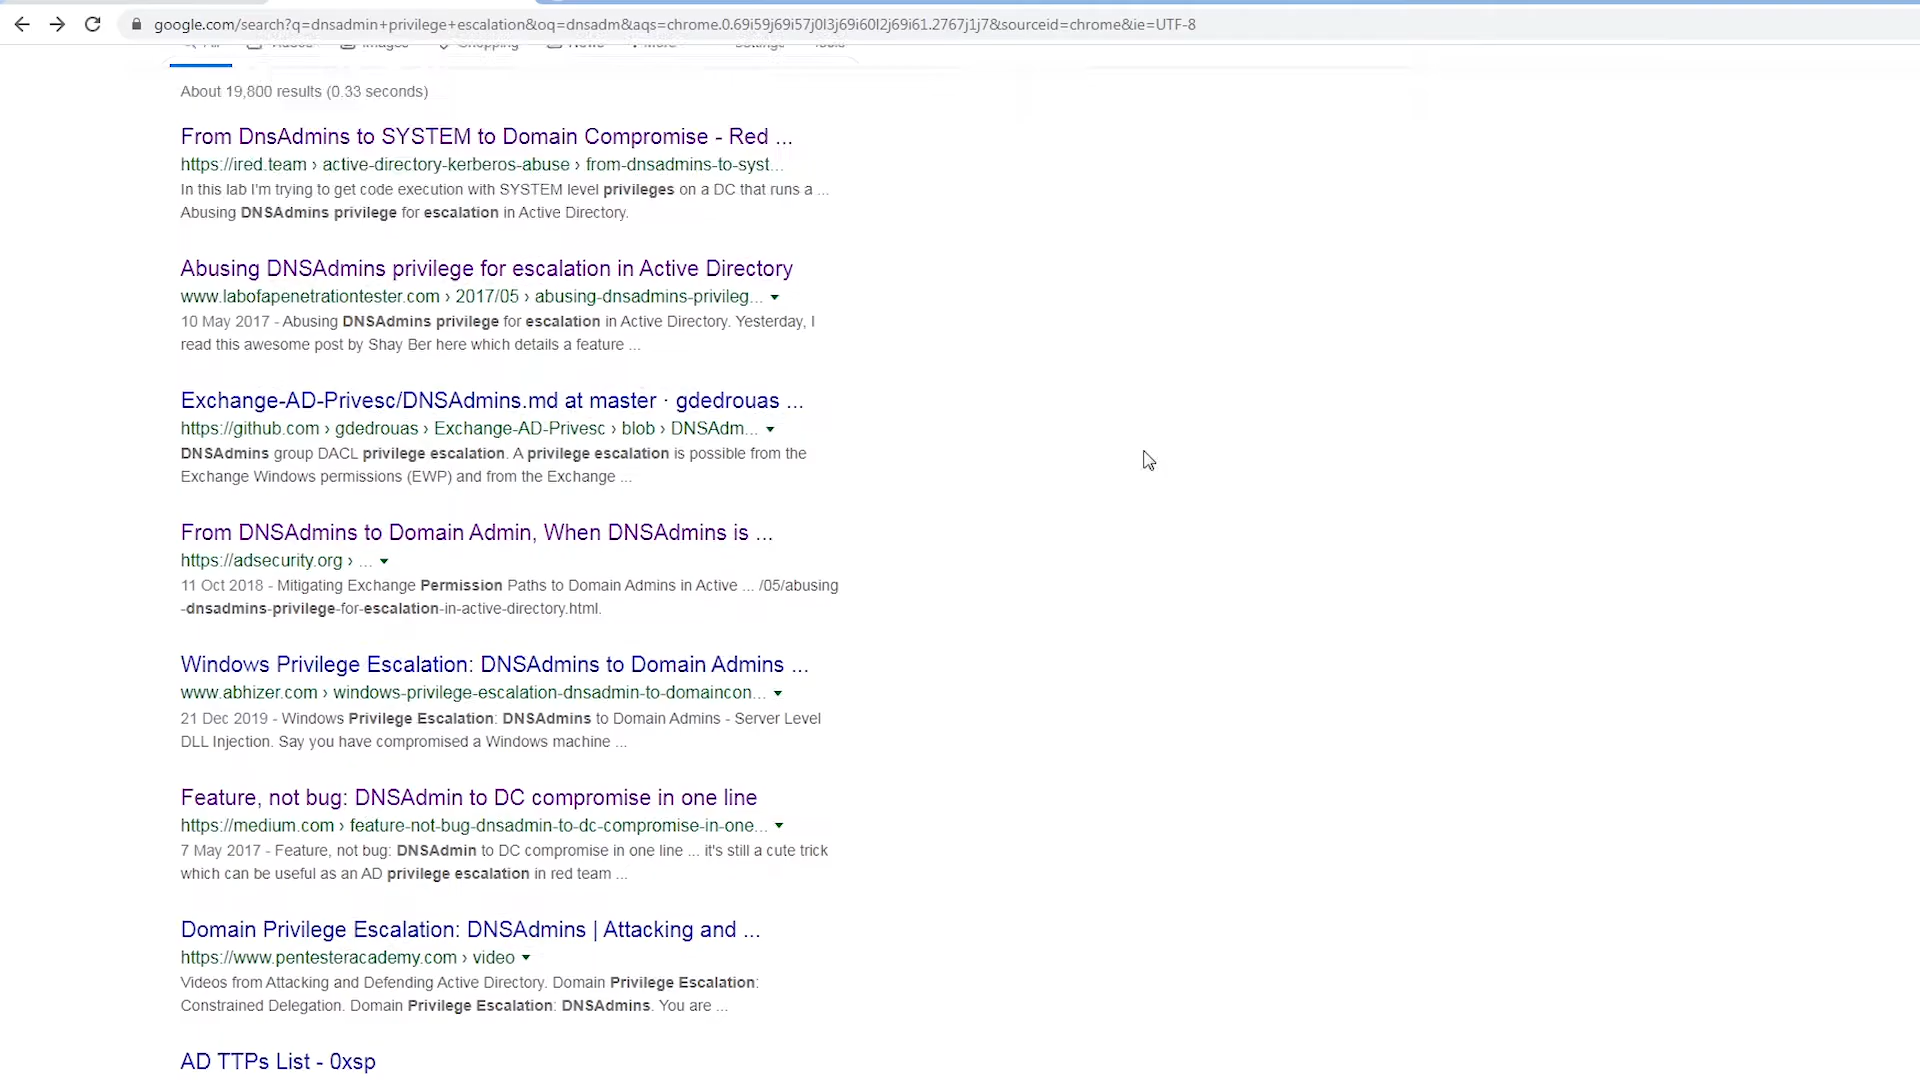 google.com/search?q=dnsadmin+privilege+escalation&oq=dnsadm&aqs=chrome.0.69i59j69i57j0l3j69i60l2j69i61.2767j1j7&sourceid=chrome&ie=UTF-8
All Videos Images Shopping News More Settings Tools
About 19,800 results (0.33 seconds)
From DnsAdmins to SYSTEM to Domain Compromise - Red ...
https://ired.team › active-directory-kerberos-abuse › from-dnsadmins-to-syst...
In this lab I'm trying to get code execution with SYSTEM level privileges on a DC that runs a ...
Abusing DNSAdmins privilege for escalation in Active Directory.
Abusing DNSAdmins privilege for escalation in Active Directory
www.labofapenetrationtester.com › 2017/05 › abusing-dnsadmins-privileg...
10 May 2017 - Abusing DNSAdmins privilege for escalation in Active Directory. Yesterday, I
read this awesome post by Shay Ber here which details a feature ...
Exchange-AD-Privesc/DNSAdmins.md at master · gdedrouas ...
https://github.com › gdedrouas › Exchange-AD-Privesc › blob › DNSAdm...
DNSAdmins group DACL privilege escalation. A privilege escalation is possible from the
Exchange Windows permissions (EWP) and from the Exchange ...
From DNSAdmins to Domain Admin, When DNSAdmins is ...
https://adsecurity.org › ...
11 Oct 2018 - Mitigating Exchange Permission Paths to Domain Admins in Active ... /05/abusing
-dnsadmins-privilege-for-escalation-in-active-directory.html.
Windows Privilege Escalation: DNSAdmins to Domain Admins ...
www.abhizer.com › windows-privilege-escalation-dnsadmin-to-domaincon...
21 Dec 2019 - Windows Privilege Escalation: DNSAdmins to Domain Admins - Server Level
DLL Injection. Say you have compromised a Windows machine ...
Feature, not bug: DNSAdmin to DC compromise in one line
https://medium.com › feature-not-bug-dnsadmin-to-dc-compromise-in-one...
7 May 2017 - Feature, not bug: DNSAdmin to DC compromise in one line ... it's still a cute trick
which can be useful as an AD privilege escalation in red team ...
Domain Privilege Escalation: DNSAdmins | Attacking and ...
https://www.pentesteracademy.com › video
Videos from Attacking and Defending Active Directory. Domain Privilege Escalation:
Constrained Delegation. Domain Privilege Escalation: DNSAdmins. You are ...
AD TTPs List - 0xsp